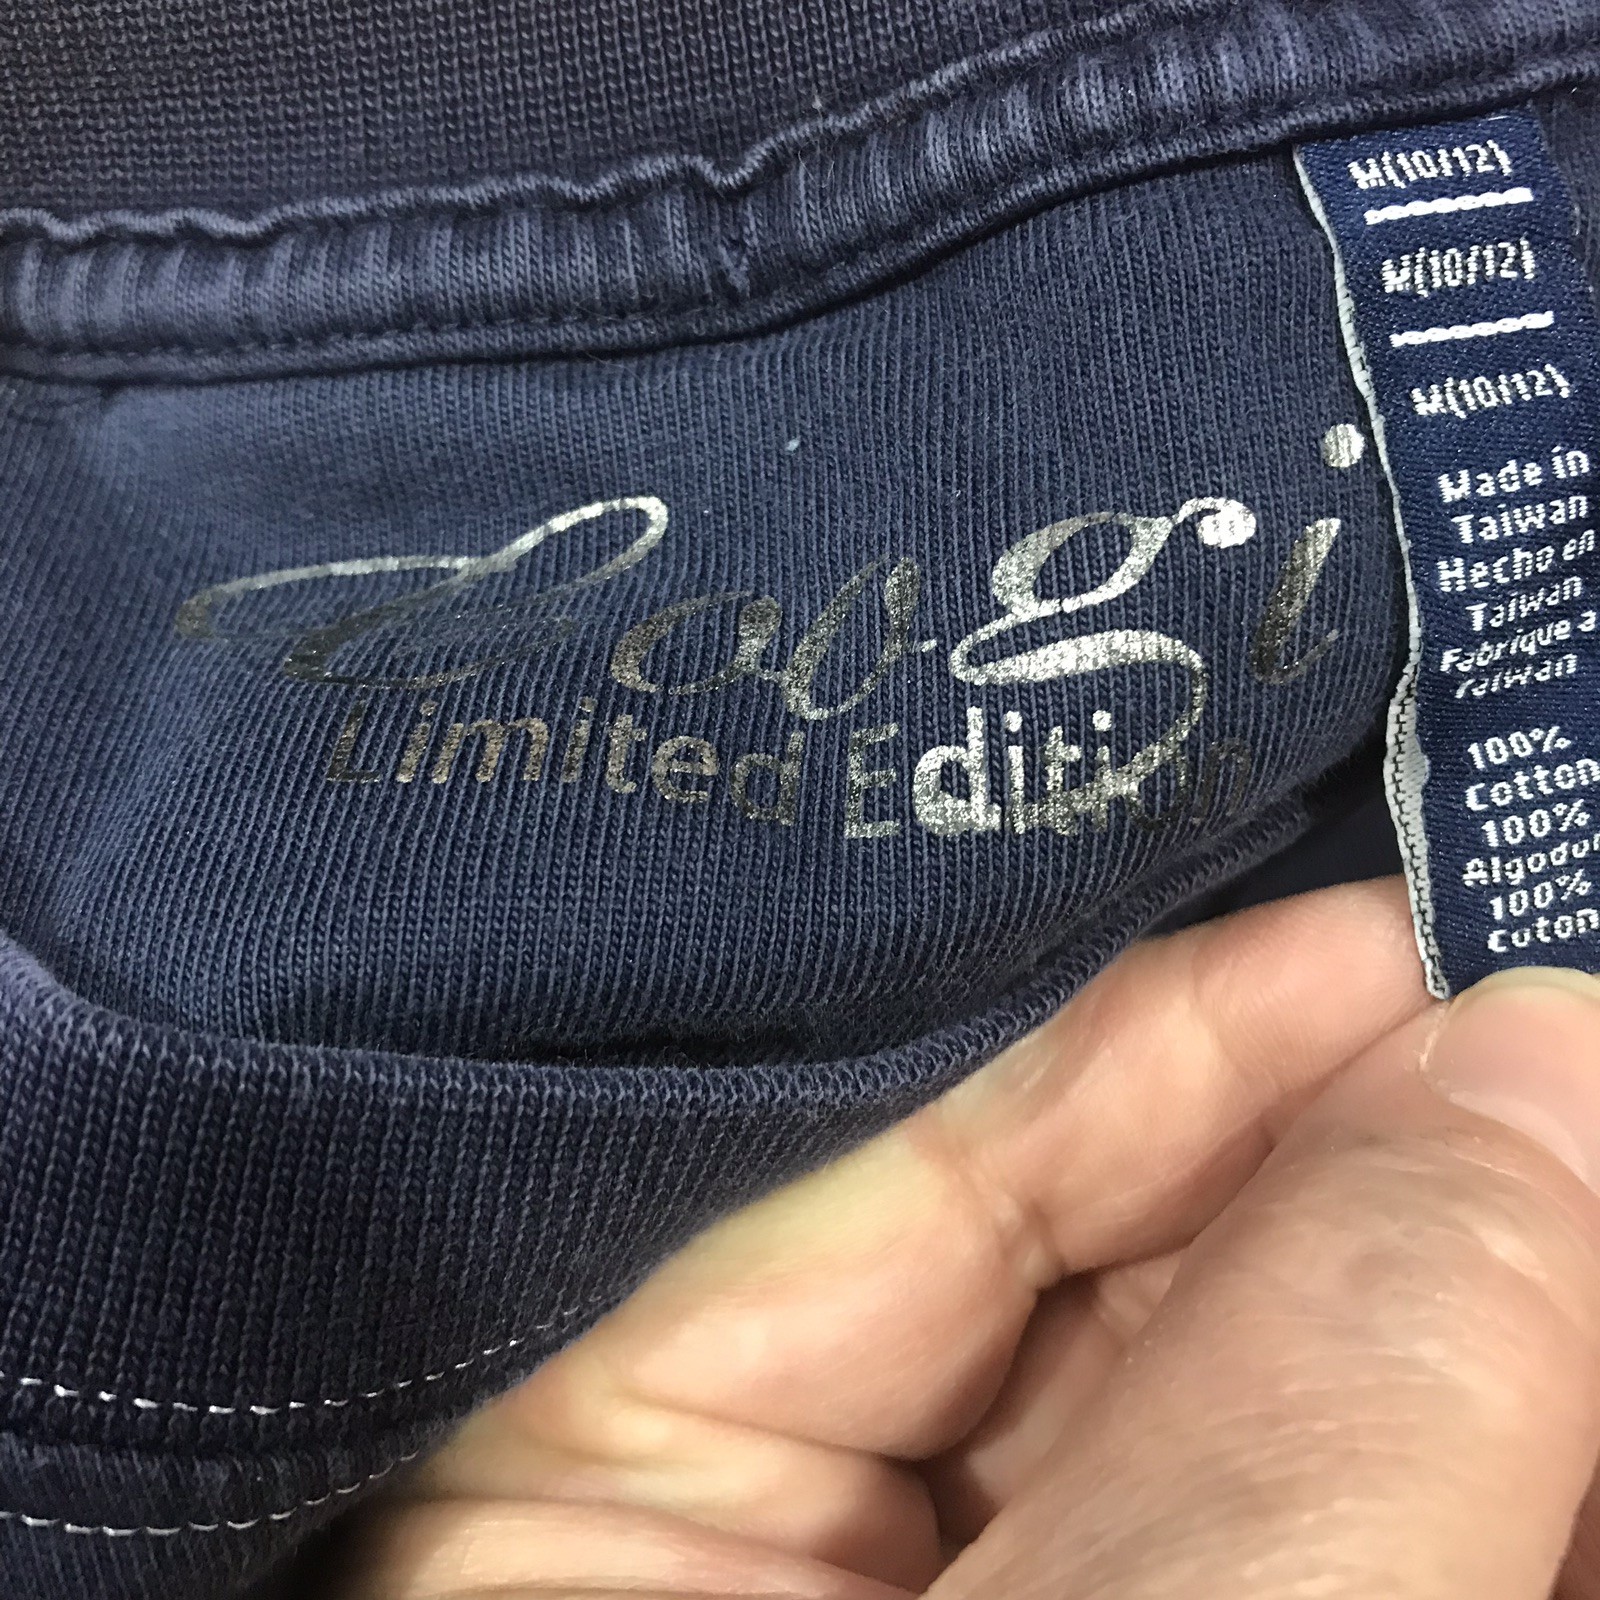 Coogi
Limited Edition
M(10/12)
M(10/12)
M(10/12)
Made in
Taiwan
Hecho en
Taiwan
Fabrique a
Taiwan
100%
Cotton
100%
Algodon
100%
Coton